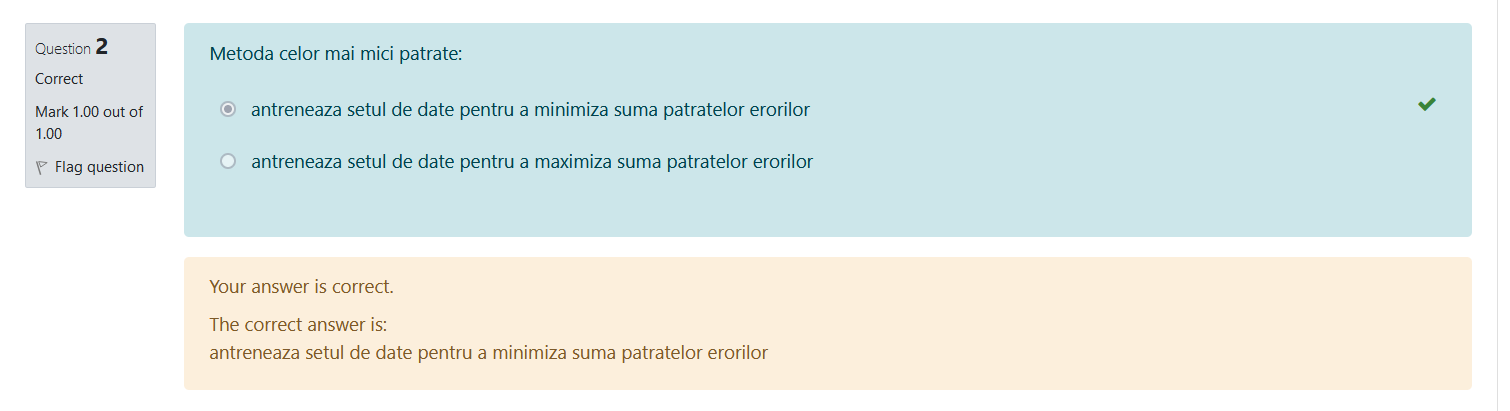 Question 2
Correct
Mark 1.00 out of
1.00
Flag question
Metoda celor mai mici patrate:
antreneaza setul de date pentru a minimiza suma patratelor erorilor
antreneaza setul de date pentru a maximiza suma patratelor erorilor
Your answer is correct.
The correct answer is:
antreneaza setul de date pentru a minimiza suma patratelor erorilor